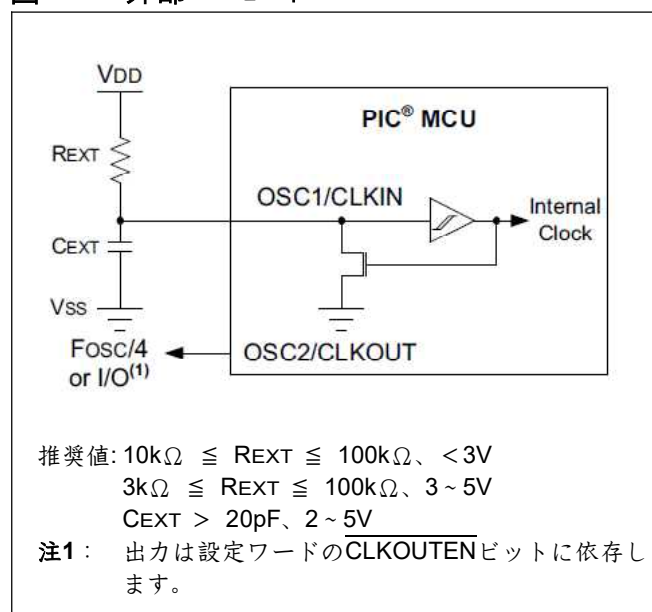 VDD
PIC® MCU
REXT
OSC1/CLKIN
Internal
Clock
CEXT
VSS
FOSC/4
or I/O(1)
OSC2/CLKOUT
推奨値: 10kΩ ≦ REXT ≦ 100kΩ、<3V
3kΩ ≦ REXT ≦ 100kΩ、3~5V
CEXT > 20pF、2~5V
注1: 出力は設定ワードのCLKOUTENビットに依存し
ます。